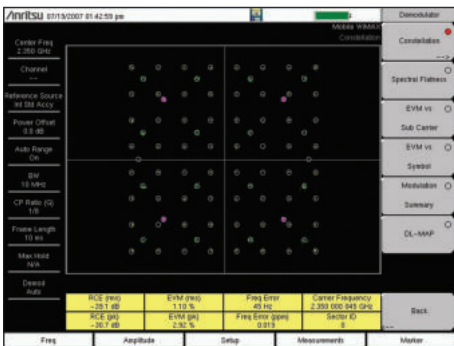 Anritsu 07/19/2007 01:42:59 pm
Demodulator
Mobile WiMAX
Constellation
Center Freq
2.350 GHz
Channel
--
Reference Source
Int Std Accy
Power Offset
0.0 dB
Auto Range
On
BW
10 MHz
CP Ratio (G)
1/8
Frame Length
10 ms
Max Hold
N/A
Demod
Auto
Constellation
-->
Spectral Flatness
EVM vs
Sub Carrier
EVM vs
Symbol
Modulation
Summary
DL-MAP
Back
RCE (rms)
-39.1 dB
EVM (rms)
1.10 %
Freq Error
45 Hz
Carrier Frequency
2.350 000 045 GHz
RCE (pk)
-30.7 dB
EVM (pk)
2.92 %
Freq Error (ppm)
0.019
Sector ID
0
Freq
Amplitude
Setup
Measurements
Marker